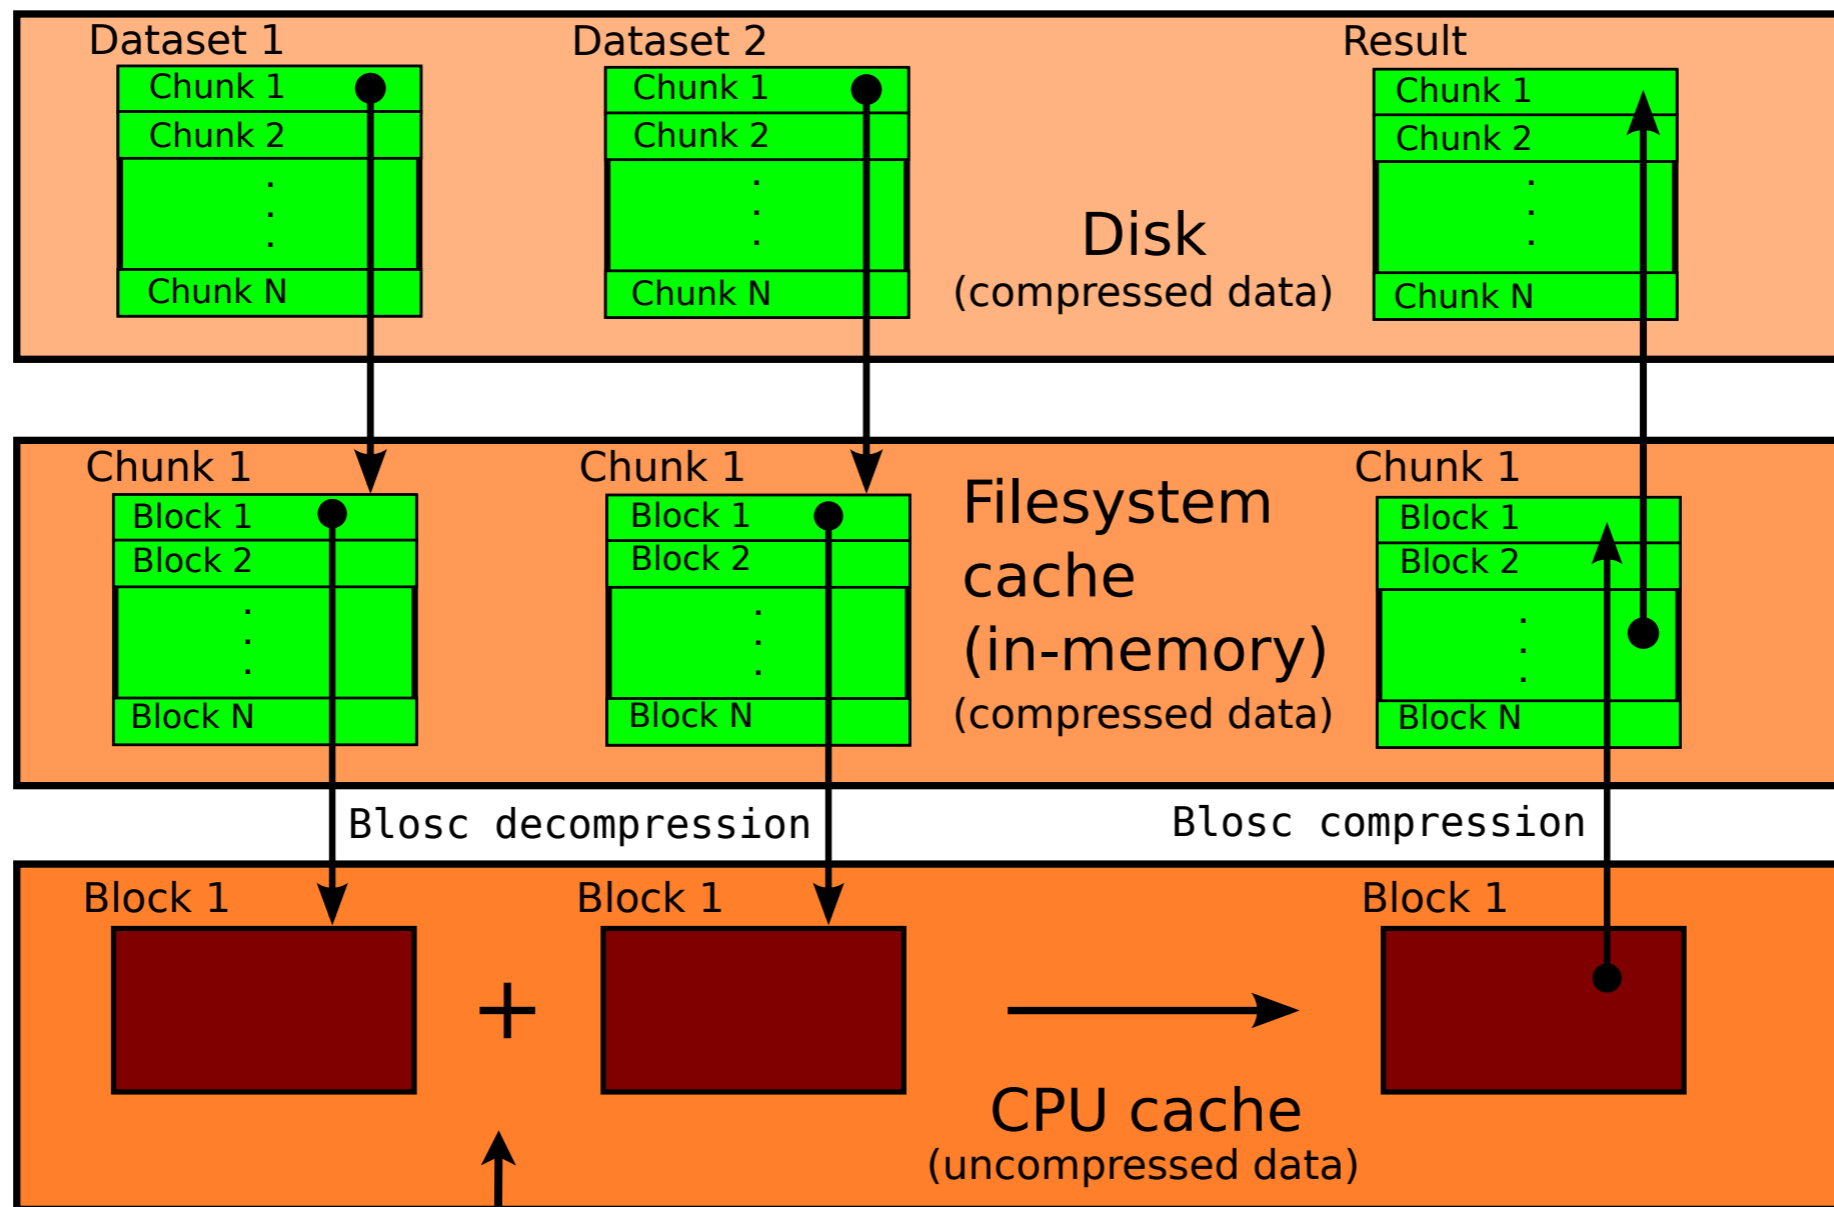 Dataset 1
Dataset 2
Result
Chunk 1
Chunk 2
.
.
.
Chunk N
Chunk 1
Chunk 2
.
.
.
Chunk N
Disk
(compressed data)
Chunk 1
Chunk 2
.
.
.
Chunk N
Chunk 1
Block 1
Block 2
.
.
.
Block N
Chunk 1
Block 1
Block 2
.
.
.
Block N
Filesystem
cache
(in-memory)
(compressed data)
Chunk 1
Block 1
Block 2
.
.
.
Block N
Blosc decompression
Blosc compression
Block 1
Block 1
Block 1
+
CPU cache
(uncompressed data)